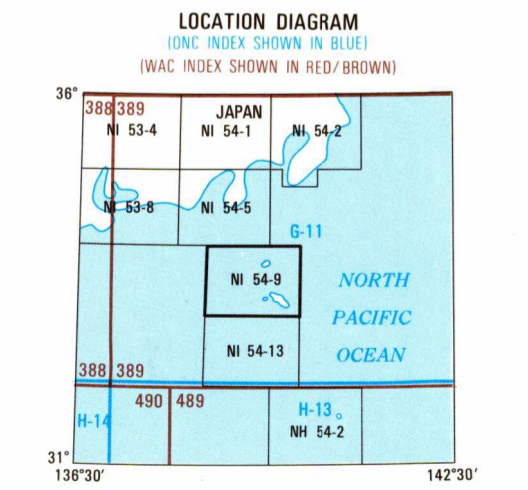 LOCATION DIAGRAM
(ONC INDEX SHOWN IN BLUE)
(WAC INDEX SHOWN IN RED/BROWN)
36°
388 389
JAPAN
NI 53-4
NI 54-1
NI 54-2
NI 53-8
NI 54-5
G-11
NI 54-9
NORTH
PACIFIC
OCEAN
NI 54-13
388 389
490 489
H-14
H-13
NH 54-2
31°
136°30'
142°30'